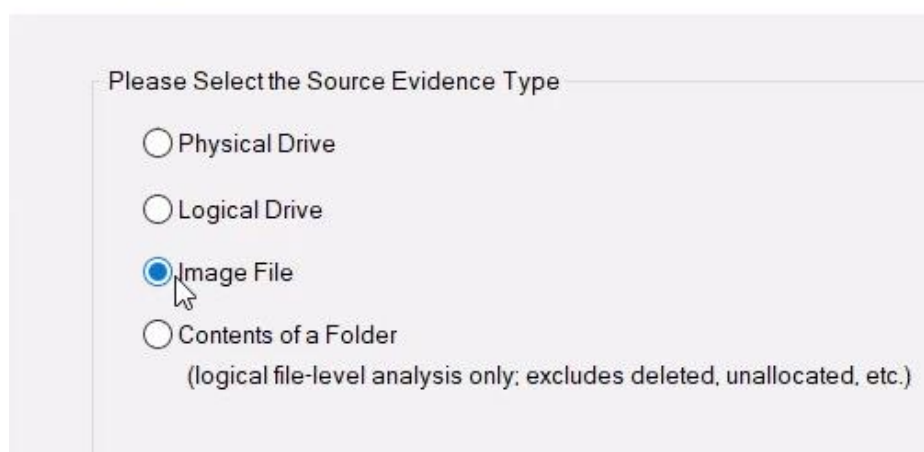 Please Select the Source Evidence Type
Physical Drive
Logical Drive
Image File
Contents of a Folder
(logical file-level analysis only; excludes deleted, unallocated, etc.)